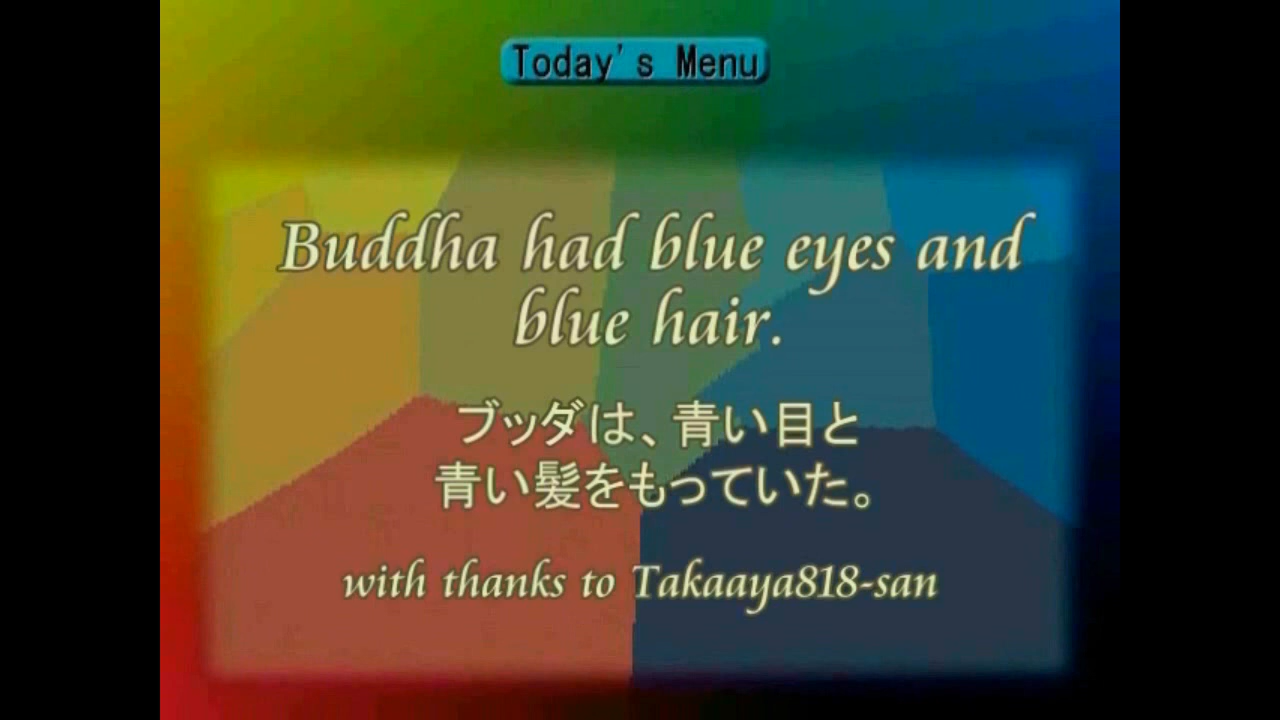 Today's Menu
Buddha had blue eyes and
blue hair.
ブッダは、青い目と
青い髪をもっていた。
with thanks to Takaaya818-san